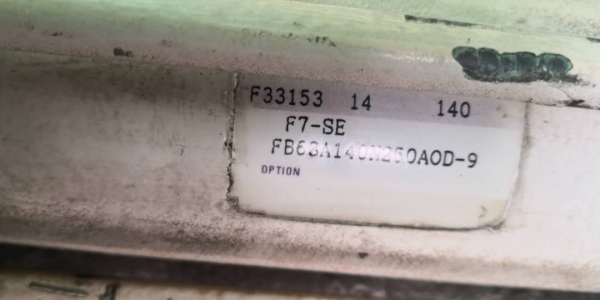 F33153 14 140
F7-SE
FB63A140N250AOD-9
OPTION